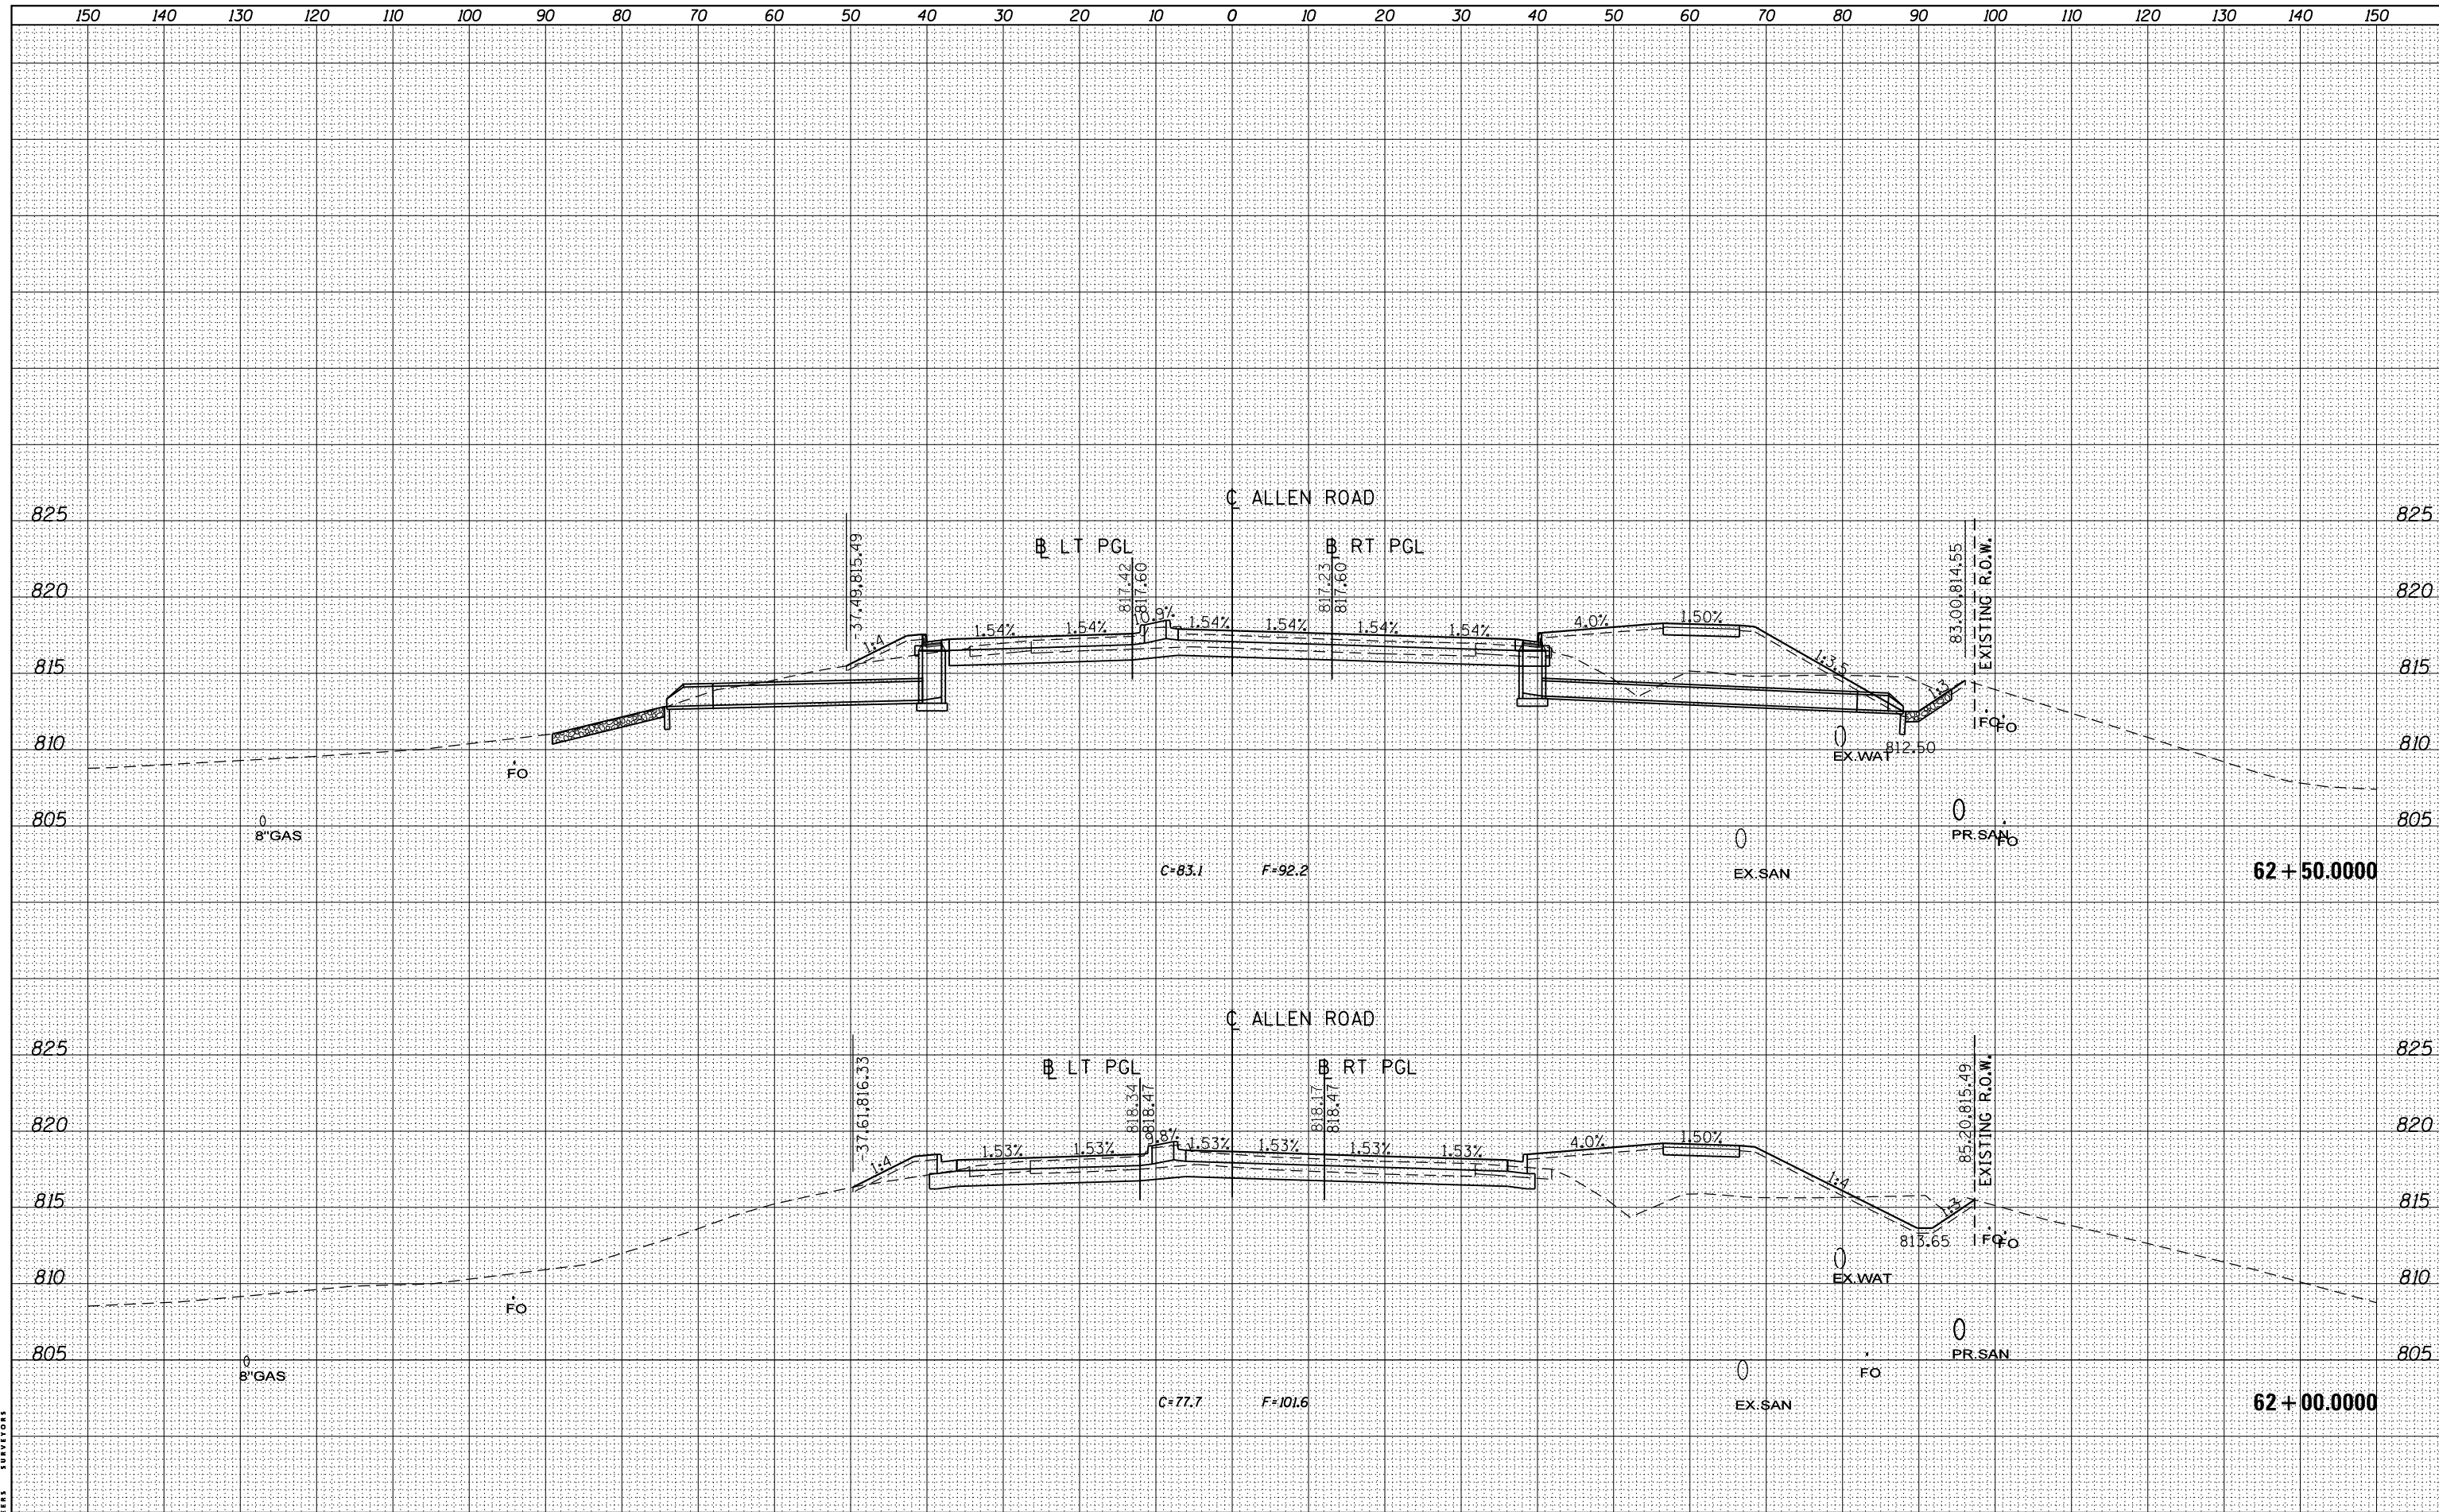 150 140 130 120 110 100 90 80 70 60 50 40 30 20 10 0 10 20 30 40 50 60 70 80 90 100 110 120 130 140 150
℄ ALLEN ROAD
825 825
BL LT PGL BL RT PGL
-37.49,815.49
817.42
817.60
817.23
817.60
83.00,814.55
EXISTING R.O.W.
820 820
1:4 1.54% 1.54% 10.9% 1.54% 1.54% 1.54% 1.54% 4.0% 1.50%
815 815
1:3.5 1:3
FO FO
810 812.50 810
EX.WAT
FO
805 805
8"GAS PR.SAN FO
C=83.1 F=92.2 EX.SAN 62+50.0000
℄ ALLEN ROAD
825 825
BL LT PGL BL RT PGL
-37.61,816.33
818.34
818.47
818.17
818.47
85.20,815.49
EXISTING R.O.W.
820 820
1:4 1.53% 1.53% 9.8% 1.53% 1.53% 1.53% 1.53% 4.0% 1.50%
815 815
1:4 1:3
813.65 FO FO
810 810
EX.WAT
FO
805 805
PR.SAN
8"GAS FO
C=77.7 F=101.6 EX.SAN 62+00.0000
SURVEYORS